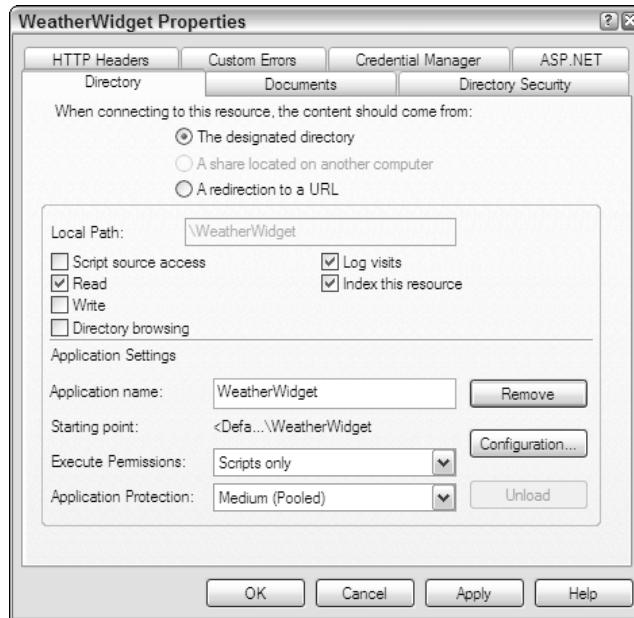 WeatherWidget Properties
HTTP Headers Custom Errors Credential Manager ASP.NET
Directory Documents Directory Security
When connecting to this resource, the content should come from:
The designated directory
A share located on another computer
A redirection to a URL
Local Path: \WeatherWidget
Script source access Log visits
Read Index this resource
Write
Directory browsing
Application Settings
Application name: WeatherWidget Remove
Starting point: <Defa...\WeatherWidget
Configuration...
Execute Permissions: Scripts only
Application Protection: Medium (Pooled) Unload
OK Cancel Apply Help